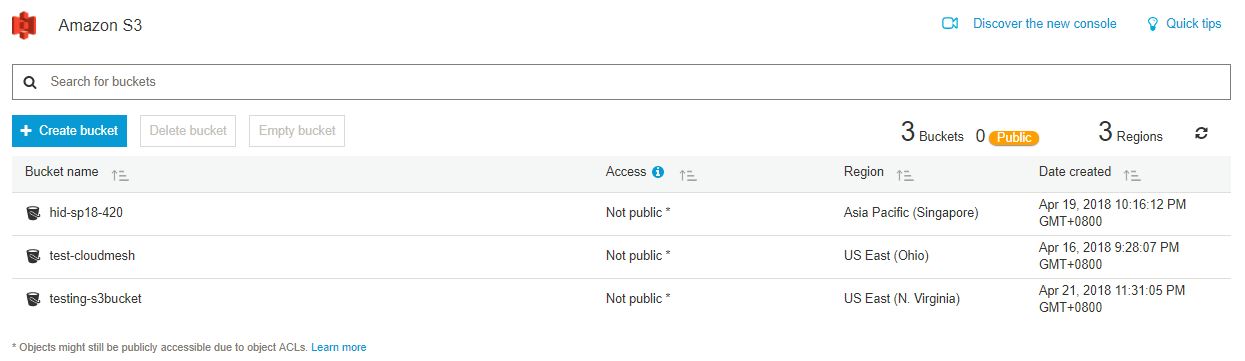 Amazon S3
Discover the new console
Quick tips
Search for buckets
+ Create bucket
Delete bucket
Empty bucket
3 Buckets
0 Public
3 Regions
Bucket name
Access
Region
Date created
hid-sp18-420
Not public *
Asia Pacific (Singapore)
Apr 19, 2018 10:16:12 PM
GMT+0800
test-cloudmesh
Not public *
US East (Ohio)
Apr 16, 2018 9:28:07 PM
GMT+0800
testing-s3bucket
Not public *
US East (N. Virginia)
Apr 21, 2018 11:31:05 PM
GMT+0800
* Objects might still be publicly accessible due to object ACLs. Learn more